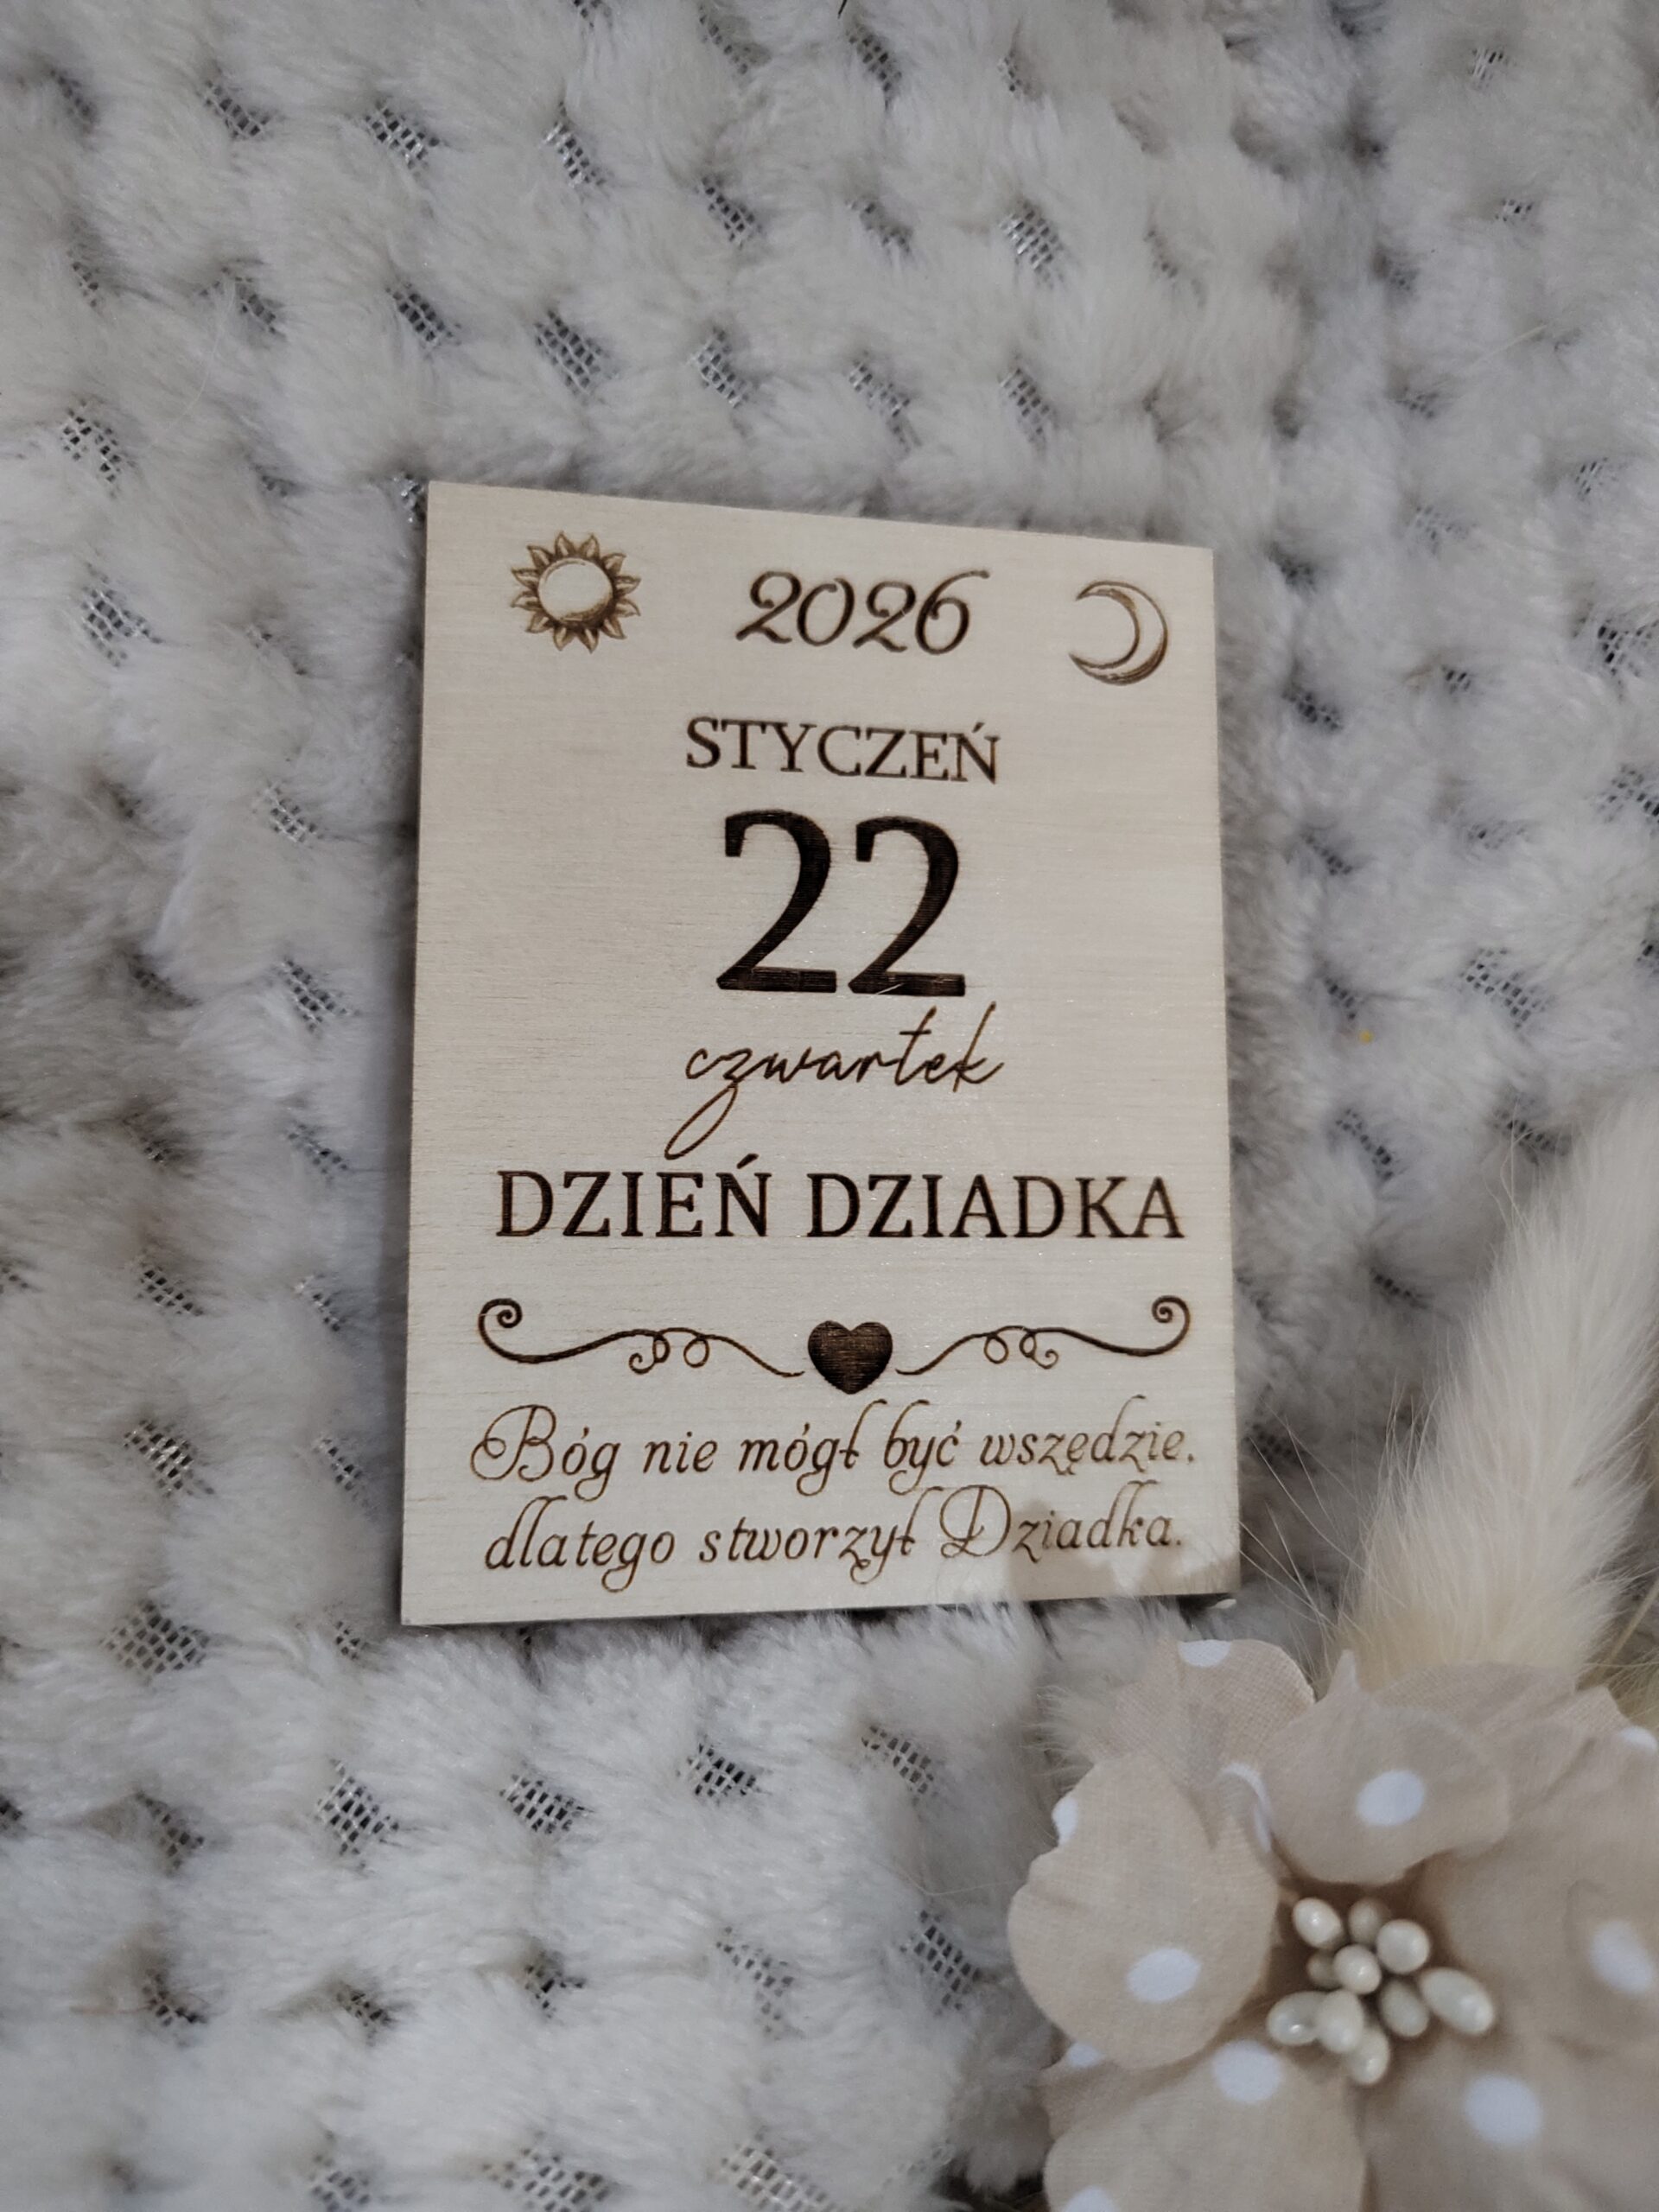 2026
STYCZEŃ
22
czwartek
DZIEŃ DZIADKA
Bóg nie mógł być wszędzie.
dlatego stworzył Dziadka.